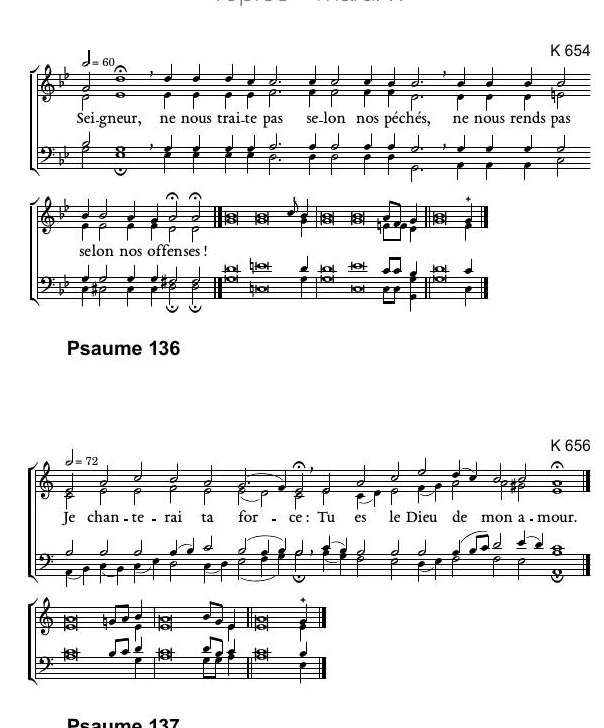 K 654
= 60
Sei-gneur, ne nous trai-te pas se-lon nos péchés, ne nous rends pas
selon nos offenses !
Psaume 136
K 656
= 72
Je chan - te - rai ta for - ce : Tu es le Dieu de mon a - mour.
Psaume 137